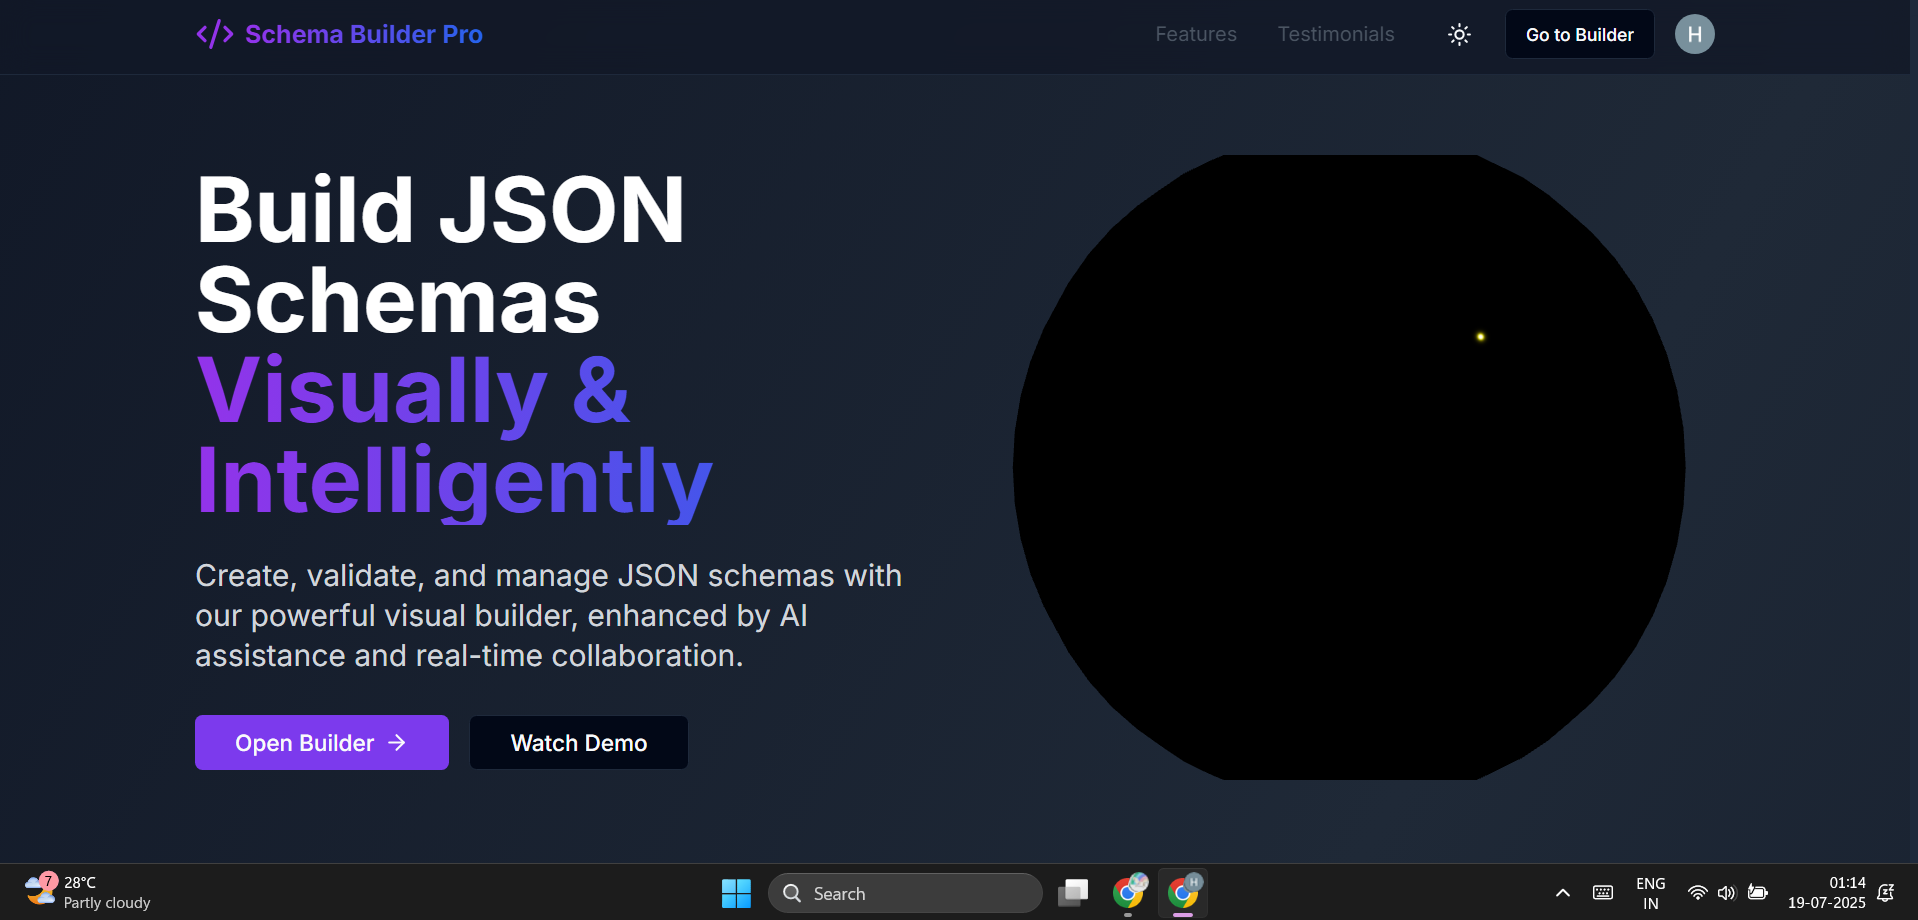 </> Schema Builder Pro
Features
Testimonials
Go to Builder
H
Build JSON
Schemas
Visually &
Intelligently
Create, validate, and manage JSON schemas with
our powerful visual builder, enhanced by AI
assistance and real-time collaboration.
Open Builder →
Watch Demo
7
28°C
Partly cloudy
Search
H
ENG
IN
01:14
19-07-2025